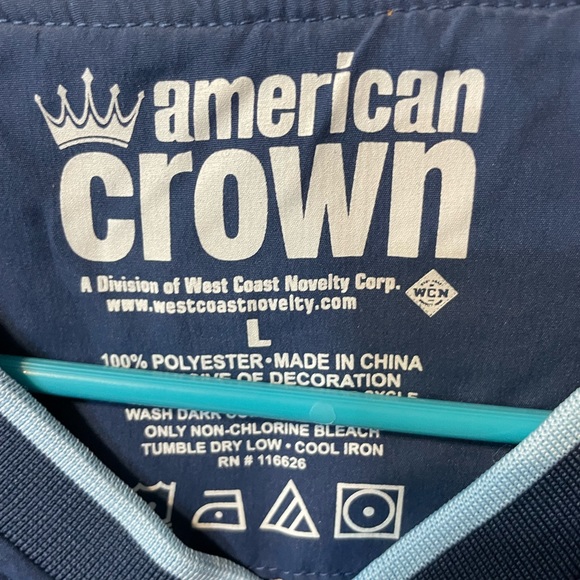 american
crown
A Division of West Coast Novelty Corp.
WCN
www.westcoastnovelty.com
L
100% POLYESTER • MADE IN CHINA
OF DECORATION
WASH DARK
ONLY NON-CHLORINE BLEACH
TUMBLE DRY LOW • COOL IRON
RN # 116626